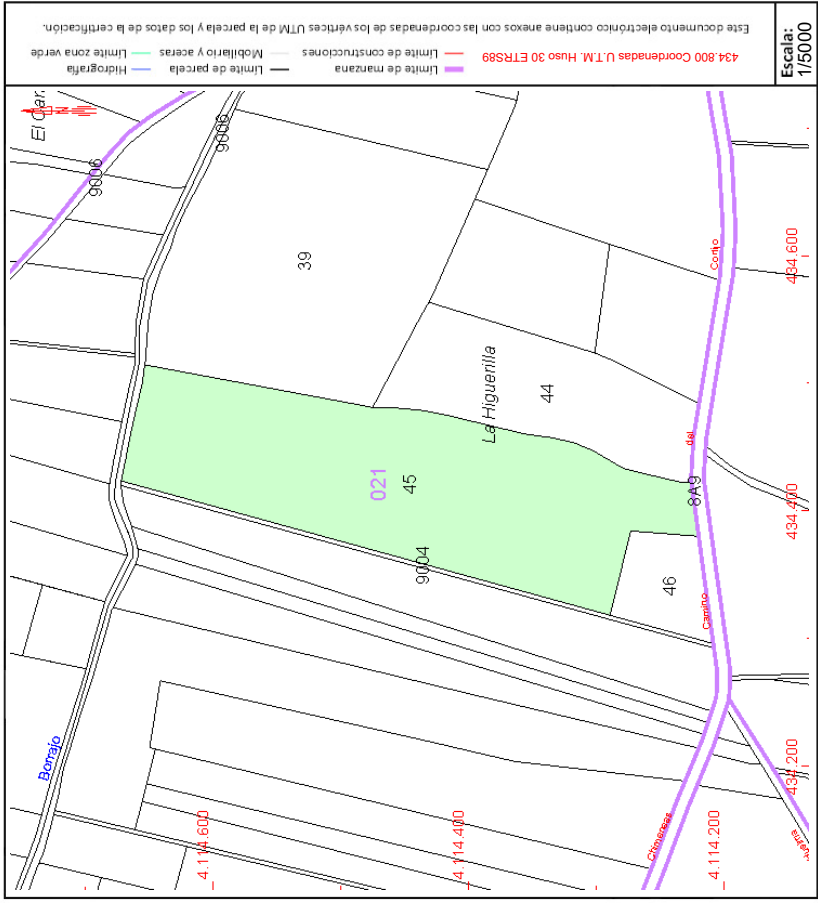 Este documento electrónico contiene anexos con las coordenadas de los vértices UTM de la parcela y los datos de la certificación.
434.800 Coordenadas U.T.M. Huso 30 ETRS89
Límite de manzana
Límite de construcciones
Límite de parcela
Mobiliario y aceras
Hidrografía
Límite zona verde
Escala:
1/5000
9006
9006
39
434.600
Cortijo
La Higuerilla
44
del
021
45
8A9
434.400
9004
46
Camino
Borrajo
434.200
4.114.600
4.114.400
4.114.200
Chimeneas